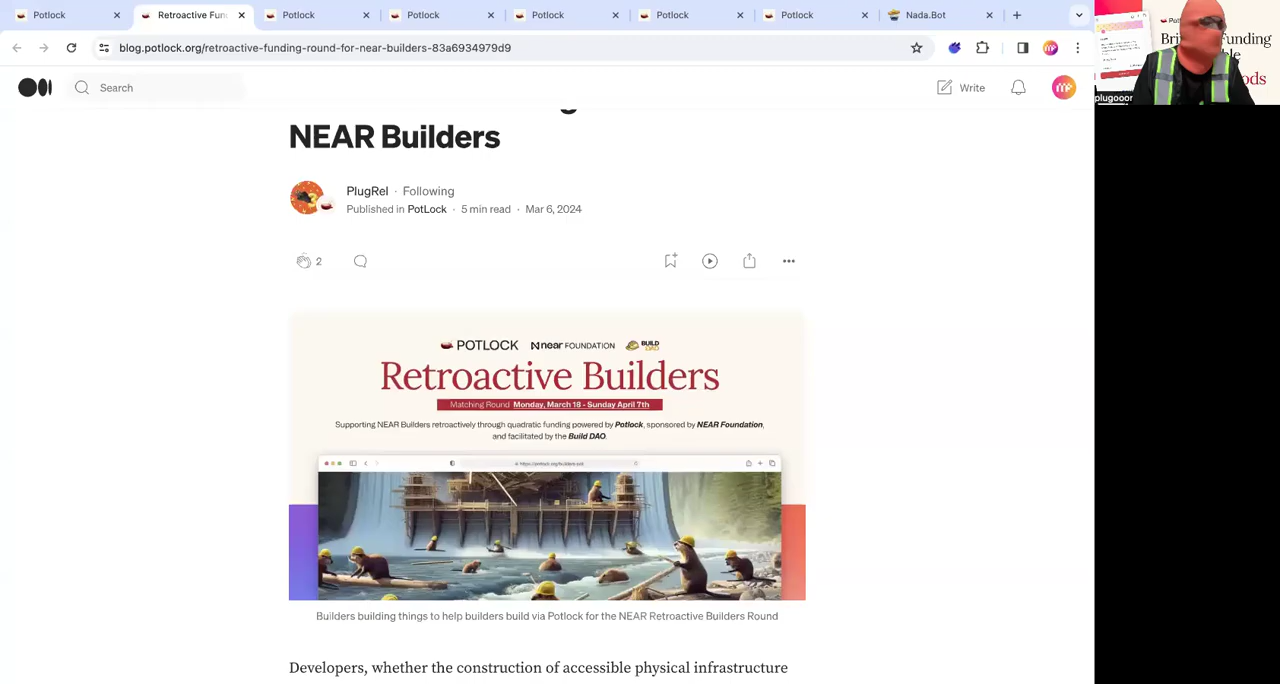 Potlock
Retroactive Fun
Potlock
Potlock
Potlock
Potlock
Potlock
Nada.Bot
blog.potlock.org/retroactive-funding-round-for-near-builders-83a6934979d9
Search
Write
NEAR Builders
PlugRel · Following
Published in PotLock · 5 min read · Mar 6, 2024
2
POTLOCK
near FOUNDATION
BUILD DAO
Retroactive Builders
Matching Round Monday, March 18 - Sunday April 7th
Supporting NEAR Builders retroactively through quadratic funding powered by Potlock, sponsored by NEAR Foundation,
and facilitated by the Build DAO.
Builders building things to help builders build via Potlock for the NEAR Retroactive Builders Round
Developers, whether the construction of accessible physical infrastructure
plugooor